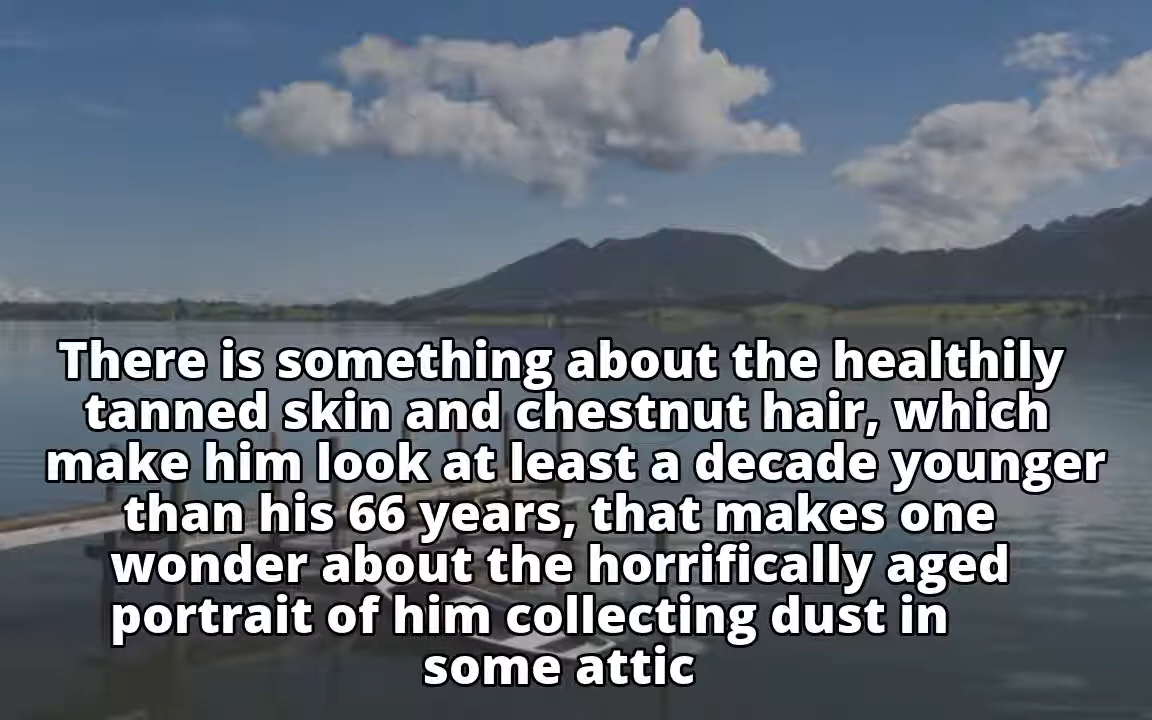 There is something about the healthily
tanned skin and chestnut hair, which
make him look at least a decade younger
than his 66 years, that makes one
wonder about the horrifically aged
portrait of him collecting dust in
some attic